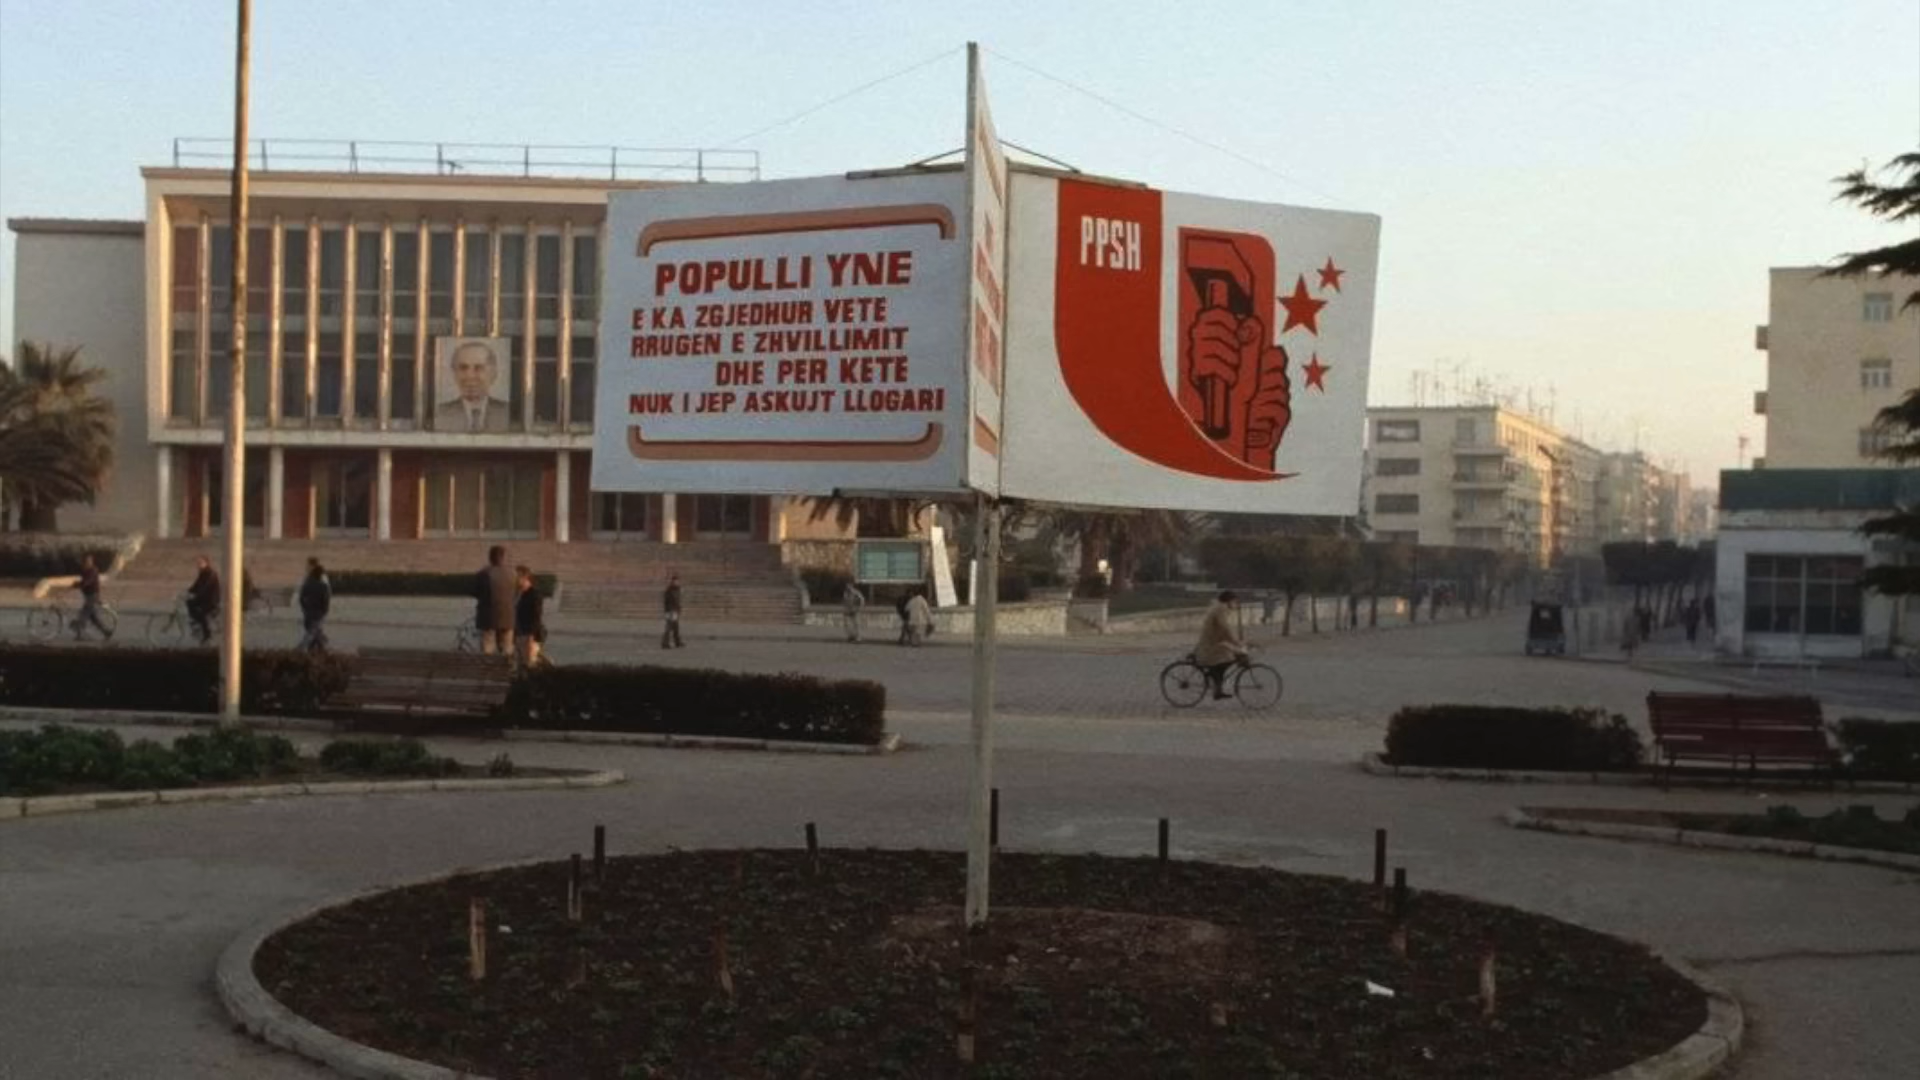 POPULLI YNE
E KA ZGJEDHUR VETE
RRUGEN E ZHVILLIMIT
DHE PER KETE
NUK I JEP ASKUJT LLOGARI
PPSH